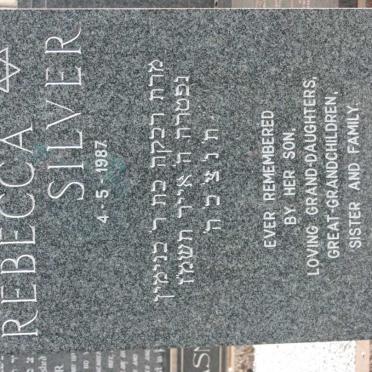 REBECCA
SILVER
4-5-1987
מרת רבקה בת ר בנימין
נפטרה ה אייר תשמז
ת נ צ ב ה
EVER REMEMBERED
BY HER SON,
LOVING GRAND-DAUGHTERS,
GREAT-GRANDCHILDREN,
SISTER AND FAMILY.